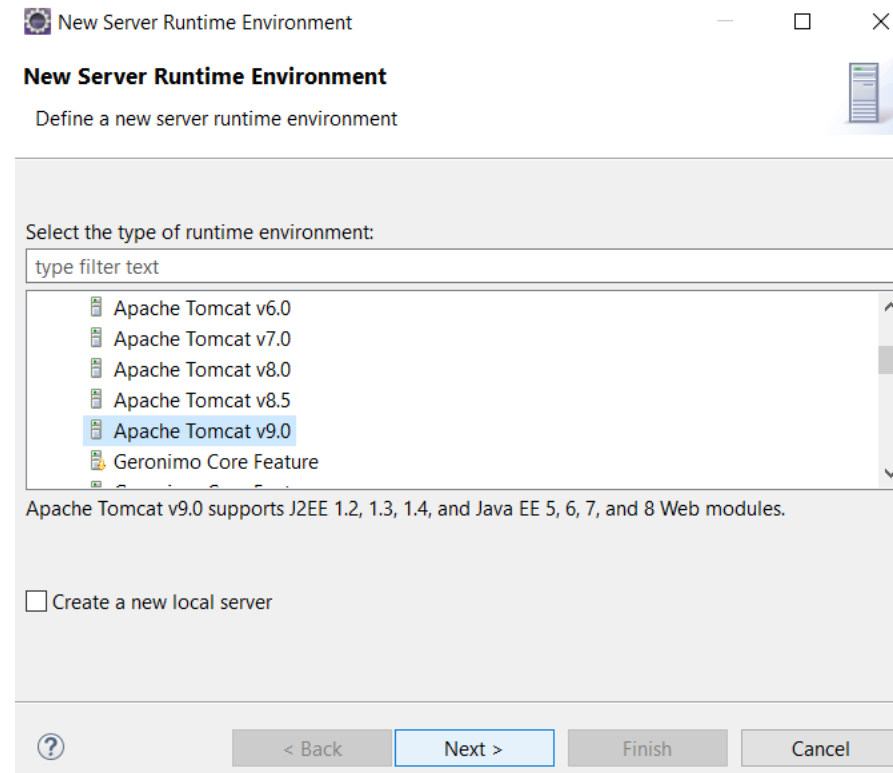 New Server Runtime Environment
New Server Runtime Environment
Define a new server runtime environment
Select the type of runtime environment:
type filter text
Apache Tomcat v6.0
Apache Tomcat v7.0
Apache Tomcat v8.0
Apache Tomcat v8.5
Apache Tomcat v9.0
Geronimo Core Feature
Apache Tomcat v9.0 supports J2EE 1.2, 1.3, 1.4, and Java EE 5, 6, 7, and 8 Web modules.
Create a new local server
? < Back Next > Finish Cancel